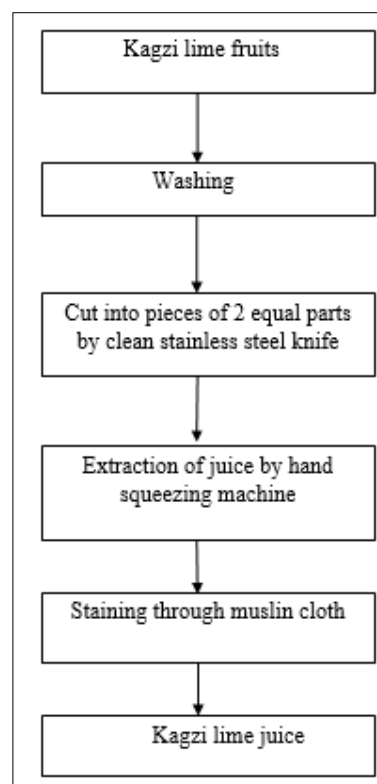 Kagzi lime fruits
Washing
Cut into pieces of 2 equal parts
by clean stainless steel knife
Extraction of juice by hand
squeezing machine
Staining through muslin cloth
Kagzi lime juice